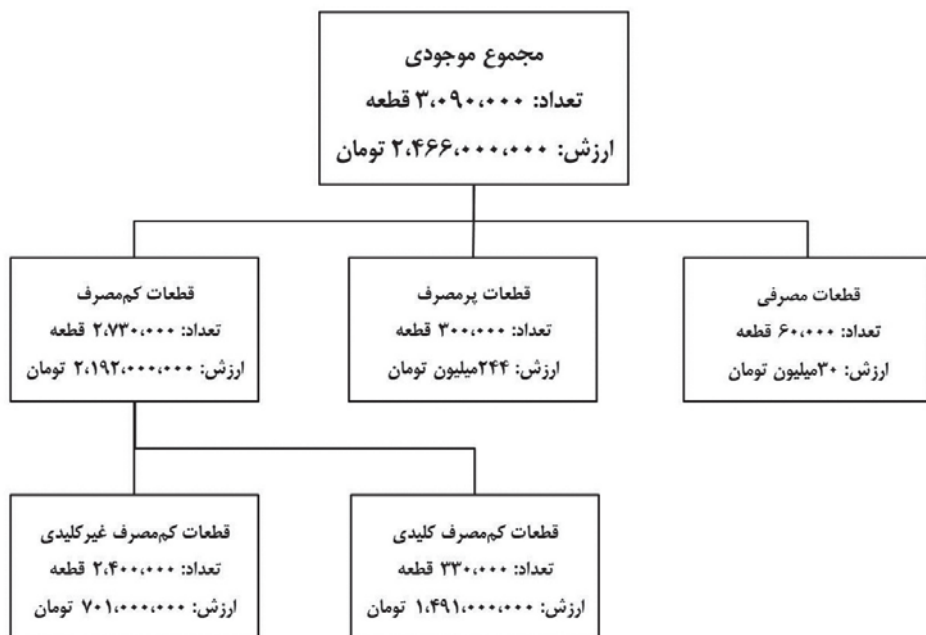 مجموع موجودی
تعداد: ۳،۰۹۰،۰۰۰ قطعه
ارزش: ۲،۴۶۶،۰۰۰،۰۰۰ تومان
قطعات مصرفی
تعداد: ۶۰،۰۰۰ قطعه
ارزش: ۳۰میلیون تومان
قطعات پرمصرف
تعداد: ۳۰۰،۰۰۰ قطعه
ارزش: ۲۴۴میلیون تومان
قطعات کم‌مصرف
تعداد: ۲،۷۳۰،۰۰۰ قطعه
ارزش: ۲،۱۹۲،۰۰۰،۰۰۰ تومان
قطعات کم‌مصرف کلیدی
تعداد: ۳۳۰،۰۰۰ قطعه
ارزش: ۱،۴۹۱،۰۰۰،۰۰۰ تومان
قطعات کم‌مصرف غیرکلیدی
تعداد: ۲،۴۰۰،۰۰۰ قطعه
ارزش: ۷۰۱،۰۰۰،۰۰۰ تومان